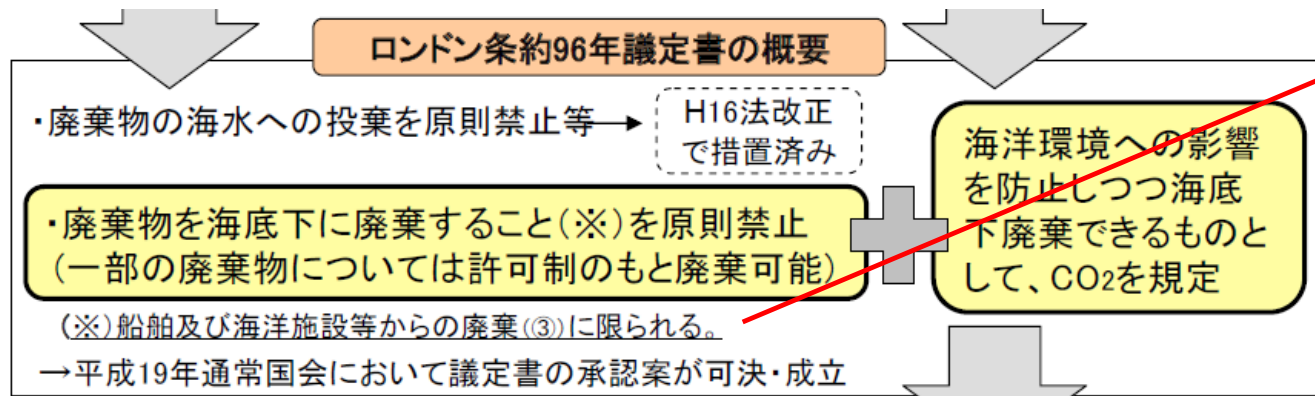 ロンドン条約96年議定書の概要
・廃棄物の海水への投棄を原則禁止等→
H16法改正
で措置済み
・廃棄物を海底下に廃棄すること(※)を原則禁止
(一部の廃棄物については許可制のもと廃棄可能)
(※)船舶及び海洋施設等からの廃棄(③)に限られる。
→平成19年通常国会において議定書の承認案が可決・成立
海洋環境への影響
を防止しつつ海底
下廃棄できるものと
して、CO2を規定